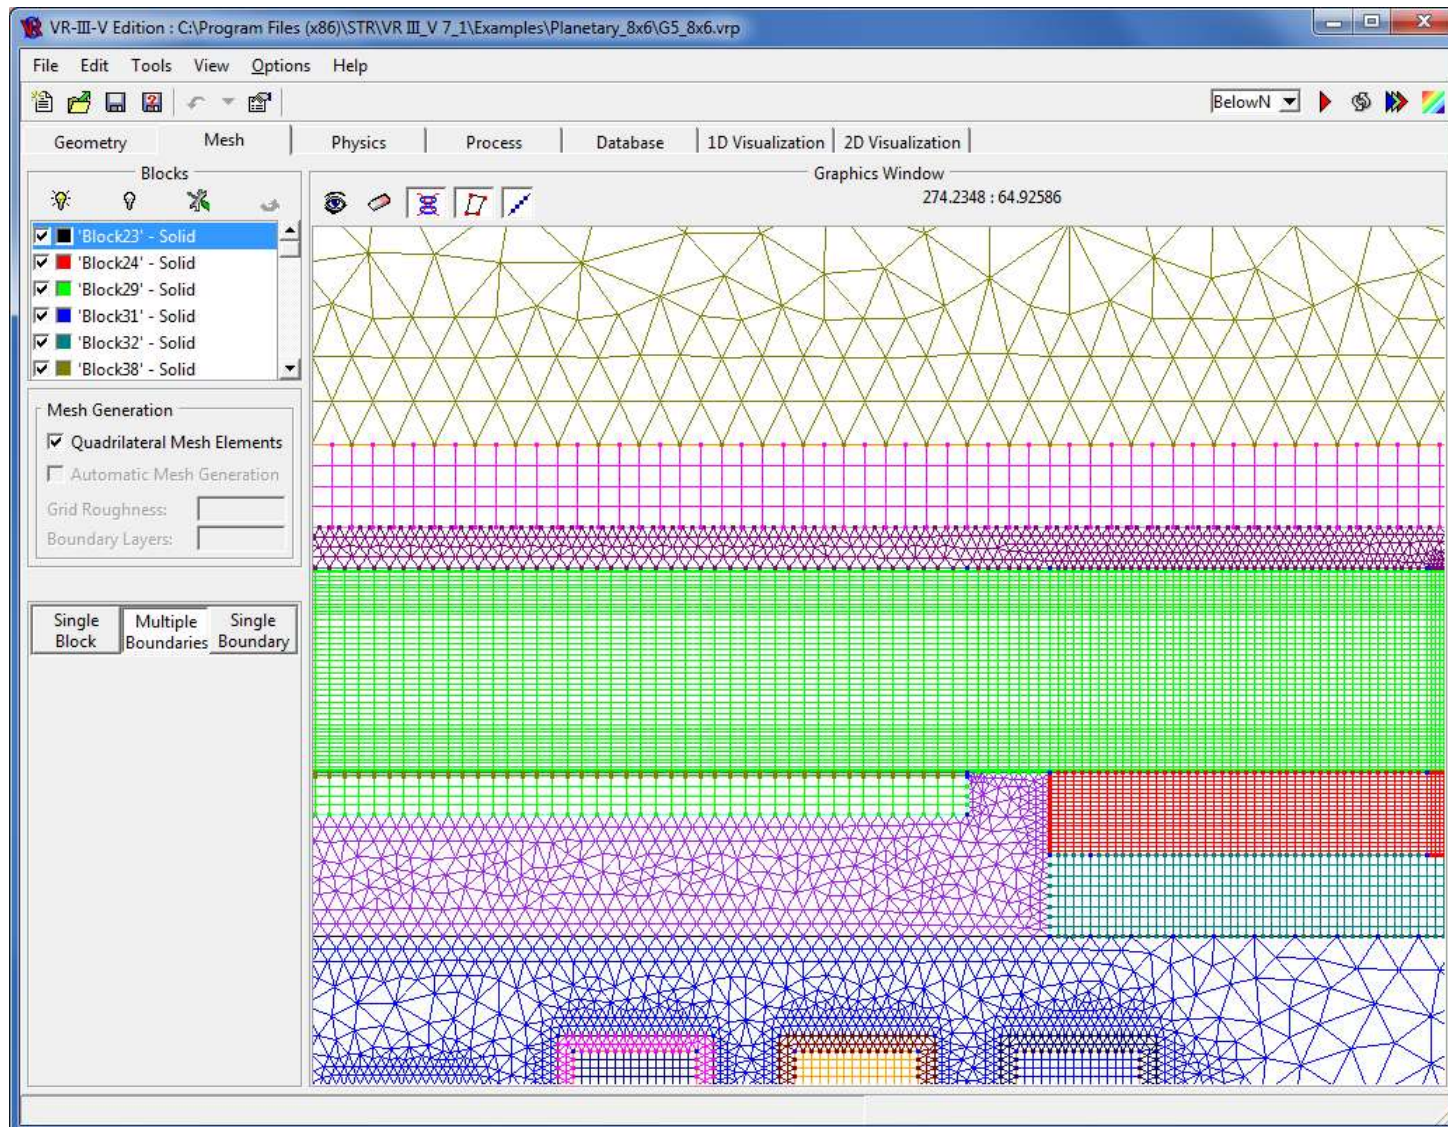 VR-III-V Edition : C:\Program Files (x86)\STR\VR III_V 7_1\Examples\Planetary_8x6\G5_8x6.vrp
File Edit Tools View Options Help
BelowN
Geometry Mesh Physics Process Database 1D Visualization 2D Visualization
Blocks
Graphics Window
274.2348 : 64.92586
'Block23' - Solid
'Block24' - Solid
'Block29' - Solid
'Block31' - Solid
'Block32' - Solid
'Block38' - Solid
Mesh Generation
Quadrilateral Mesh Elements
Automatic Mesh Generation
Grid Roughness:
Boundary Layers:
Single Block
Multiple Boundaries
Single Boundary